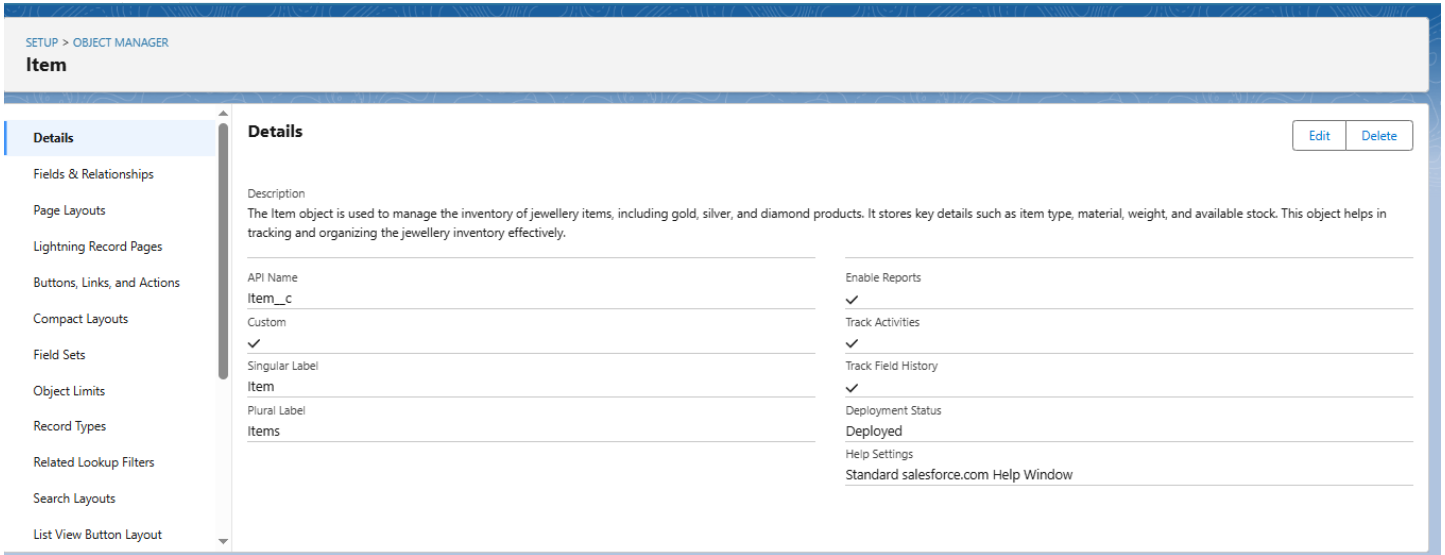 SETUP > OBJECT MANAGER
Item
Details
Fields & Relationships
Page Layouts
Lightning Record Pages
Buttons, Links, and Actions
Compact Layouts
Field Sets
Object Limits
Record Types
Related Lookup Filters
Search Layouts
List View Button Layout
Details
Edit
Delete
Description
The Item object is used to manage the inventory of jewellery items, including gold, silver, and diamond products. It stores key details such as item type, material, weight, and available stock. This object helps in
tracking and organizing the jewellery inventory effectively.
API Name
Item__c
Custom
Singular Label
Item
Plural Label
Items
Enable Reports
Track Activities
Track Field History
Deployment Status
Deployed
Help Settings
Standard salesforce.com Help Window